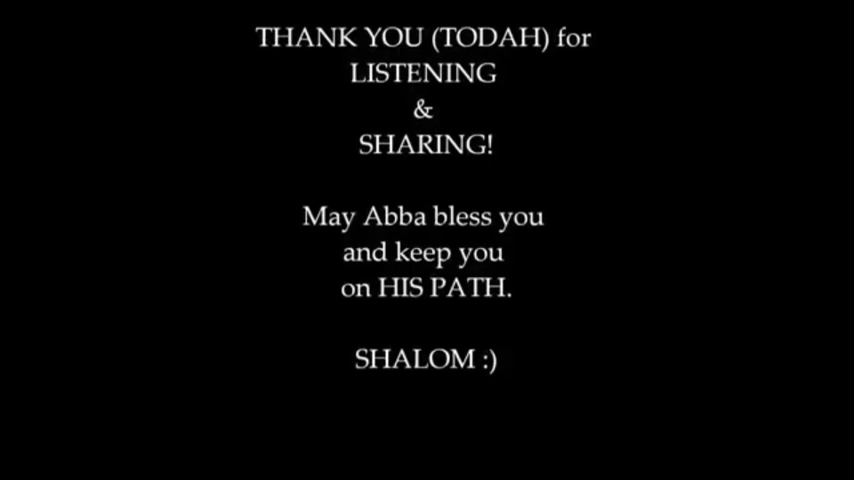 THANK YOU (TODAH) for
LISTENING
&
SHARING!
May Abba bless you
and keep you
on HIS PATH.
SHALOM :)